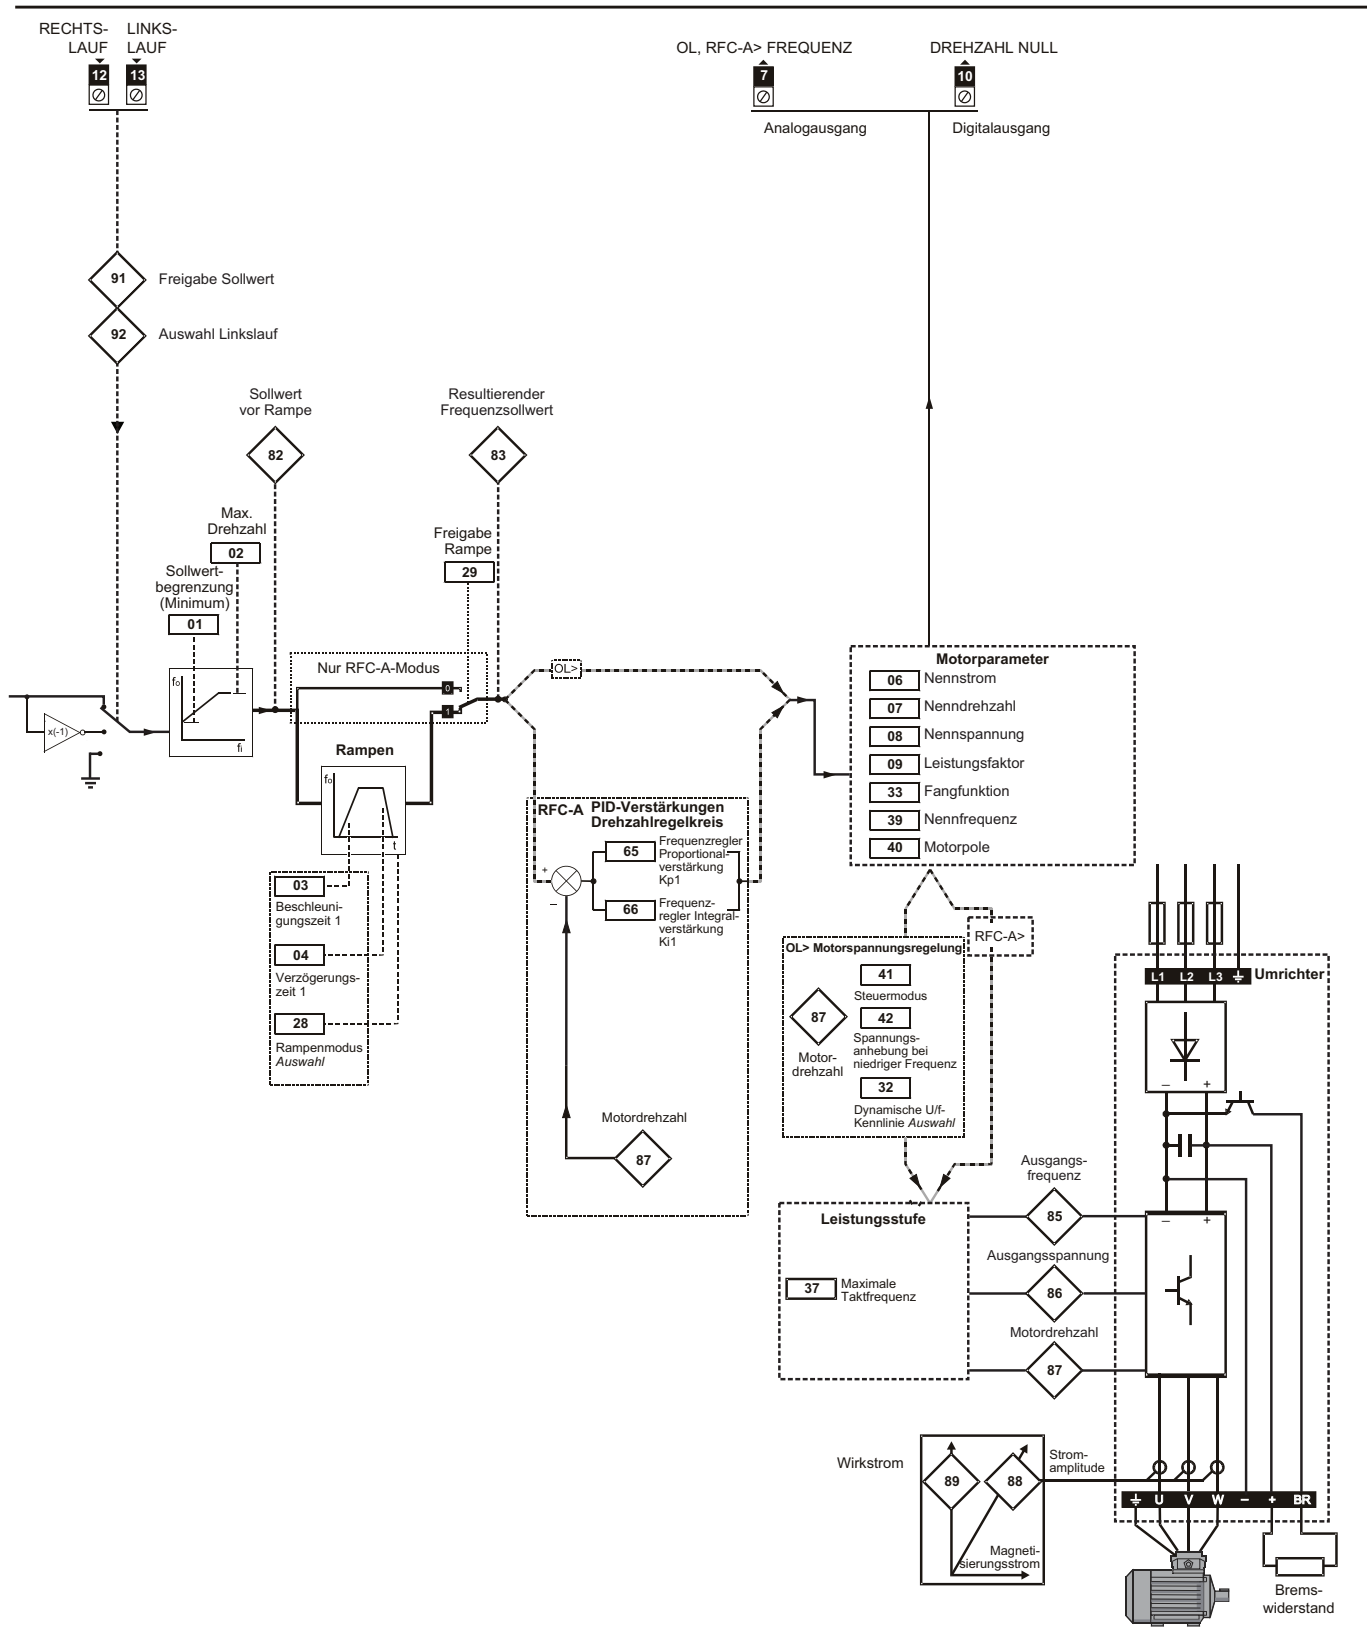 RECHTS-
LAUF
LINKS-
LAUF
12
13
OL, RFC-A> FREQUENZ
DREHZAHL NULL
7
10
Analogausgang
Digitalausgang
91
Freigabe Sollwert
92
Auswahl Linkslauf
Sollwert
vor Rampe
82
Resultierender
Frequenzsollwert
83
Max.
Drehzahl
02
Sollwert-
begrenzung
(Minimum)
01
Freigabe
Rampe
29
Nur RFC-A-Modus
0
1
fo
fi
x(-1)
OL>
Rampen
fo
t
03
Beschleuni-
gungszeit 1
04
Verzögerungs-
zeit 1
28
Rampenmodus
Auswahl
RFC-A
PID-Verstärkungen
Drehzahlregelkreis
+
–
65
Frequenzregler
Proportional-
verstärkung
Kp1
66
Frequenz-
regler Integral-
verstärkung
Ki1
Motordrehzahl
87
Motorparameter
06 Nennstrom
07 Nenndrehzahl
08 Nennspannung
09 Leistungsfaktor
33 Fangfunktion
39 Nennfrequenz
40 Motorpole
RFC-A>
OL> Motorspannungsregelung
41
Steuermodus
87
Motor-
drehzahl
42
Spannungs-
anhebung bei
niedriger Frequenz
32
Dynamische U/f-
Kennlinie Auswahl
Leistungsstufe
37
Maximale
Taktfrequenz
Ausgangs-
frequenz
85
Ausgangsspannung
86
Motordrehzahl
87
L1 L2 L3
Umrichter
– +
– +
Wirkstrom
89
88
Strom-
amplitude
Magneti-
sierungsstrom
U V W – + BR
Brems-
widerstand